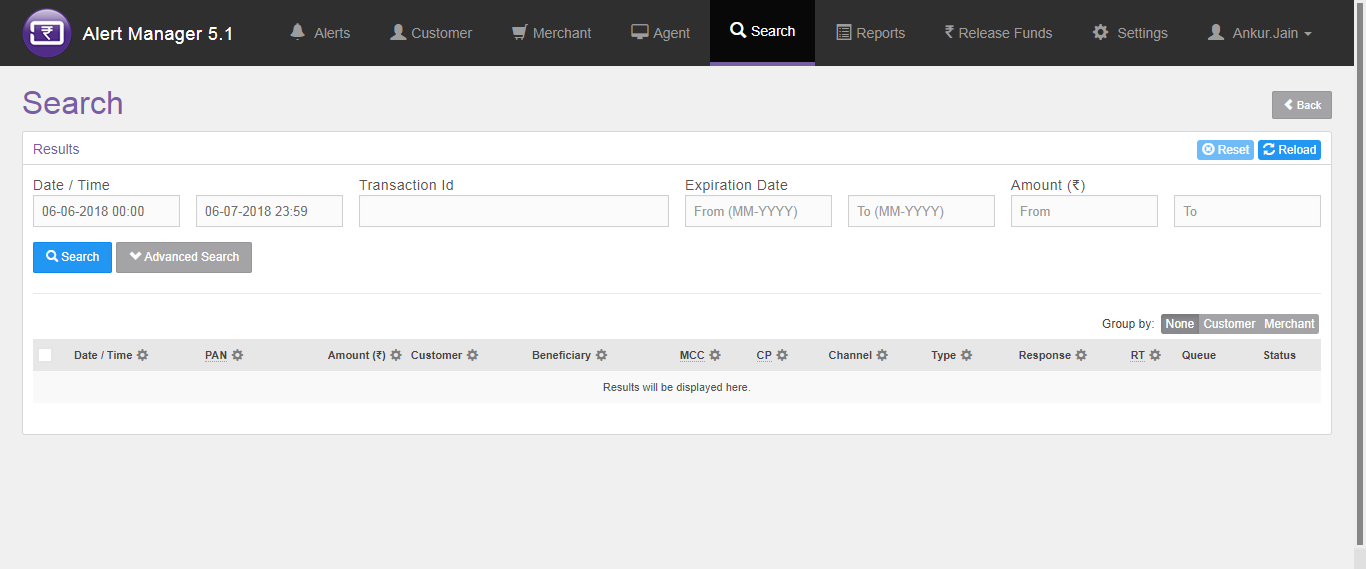 Alert Manager 5.1 Alerts Customer Merchant Agent Search Reports ₹ Release Funds Settings Ankur.Jain
Search
Back
Results Reset Reload
Date / Time Transaction Id Expiration Date Amount (₹)
06-06-2018 00:00 06-07-2018 23:59 From (MM-YYYY) To (MM-YYYY) From To
Search Advanced Search
Group by: None Customer Merchant
Date / Time PAN Amount (₹) Customer Beneficiary MCC CP Channel Type Response RT Queue Status
Results will be displayed here.